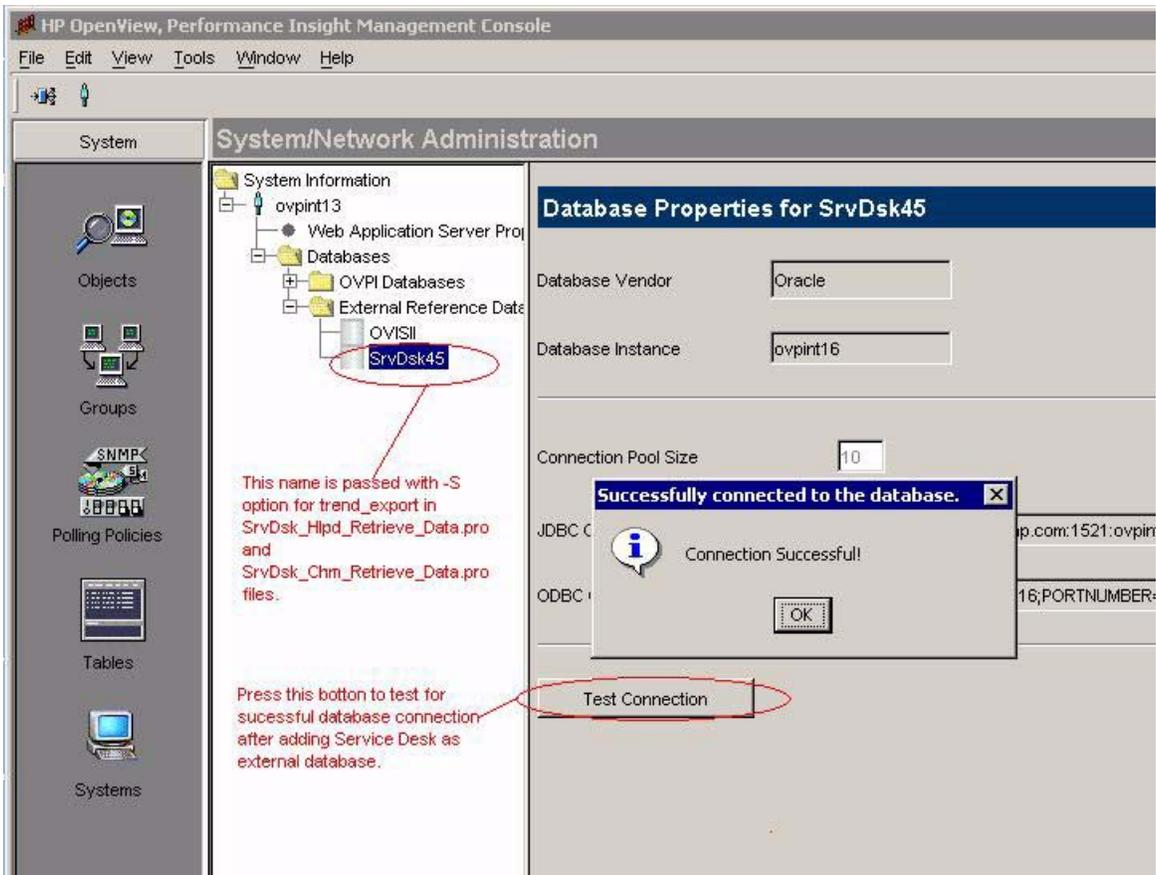 HP OpenView, Performance Insight Management Conso
File Edit View Tools Window Help
System
System/Network Administration
Objects
Groups
SNMP
Polling Policies
Tables
Systems
System Information
ovpint13
Web Application Server Pro
Databases
OVPI Databases
External Reference Data
OVISII
SrvDsk45
This name is passed with -S
option for trend_export in
SrvDsk_Hlpd_Retrieve_Data.pro
and
SrvDsk_Chm_Retrieve_Data.pro
files.
Press this botton to test for
sucessful database connection
after adding Service Desk as
external database.
Database Properties for SrvDsk45
Database Vendor Oracle
Database Instance ovpint16
Connection Pool Size 10
JDBC p.com:1521:ovpin
ODBC 16;PORTNUMBER=
Successfully connected to the database.
Connection Successful!
OK
Test Connection